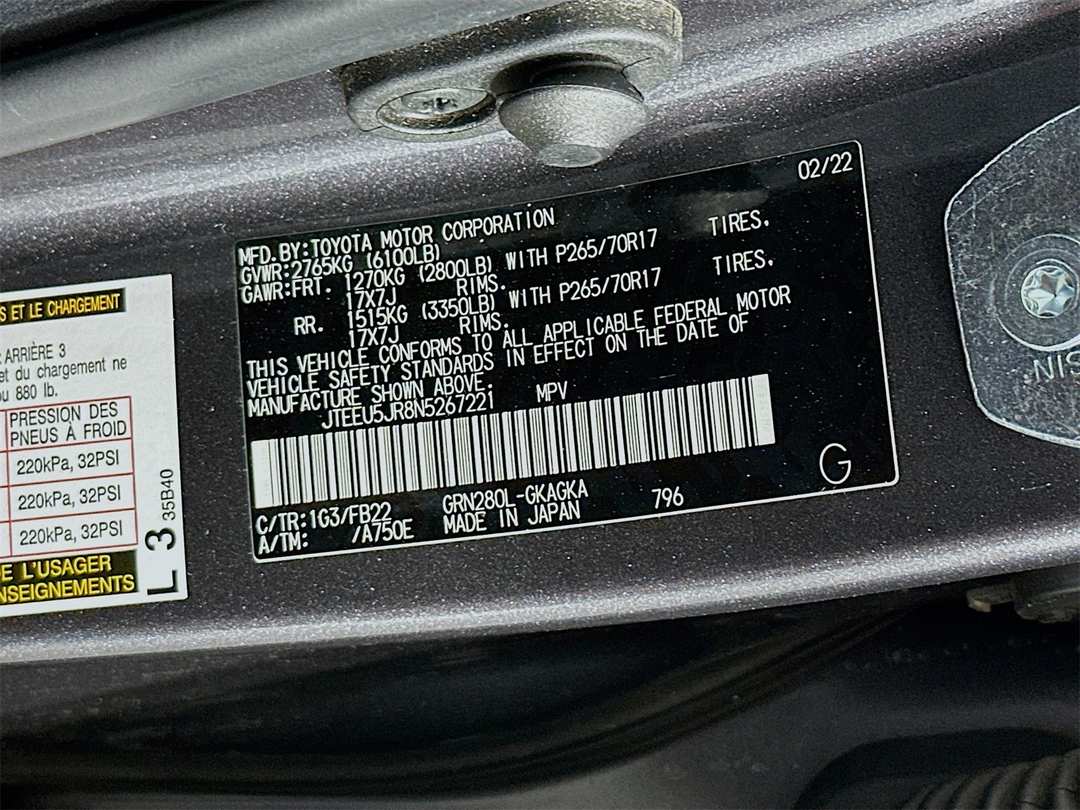 02/22
MFD.BY:TOYOTA MOTOR CORPORATION
GVWR:2765KG (6100LB)
GAWR:FRT. 1270KG (2800LB) WITH P265/70R17 TIRES.
17X7J RIMS.
RR. 1515KG (3350LB) WITH P265/70R17 TIRES.
17X7J RIMS.
THIS VEHICLE CONFORMS TO ALL APPLICABLE FEDERAL MOTOR
VEHICLE SAFETY STANDARDS IN EFFECT ON THE DATE OF
MANUFACTURE SHOWN ABOVE.
JTEEU5JR8N5267221 MPV
C/TR:1G3/FB22 GRN280L-GKAGKA 796
A/TM: /A750E MADE IN JAPAN
G
ET LE CHARGEMENT
ARRIÈRE 3
et du chargement ne
880 lb.
PRESSION DES
PNEUS À FROID
220kPa, 32PSI
220kPa, 32PSI
220kPa, 32PSI
L'USAGER
L 3 35B40